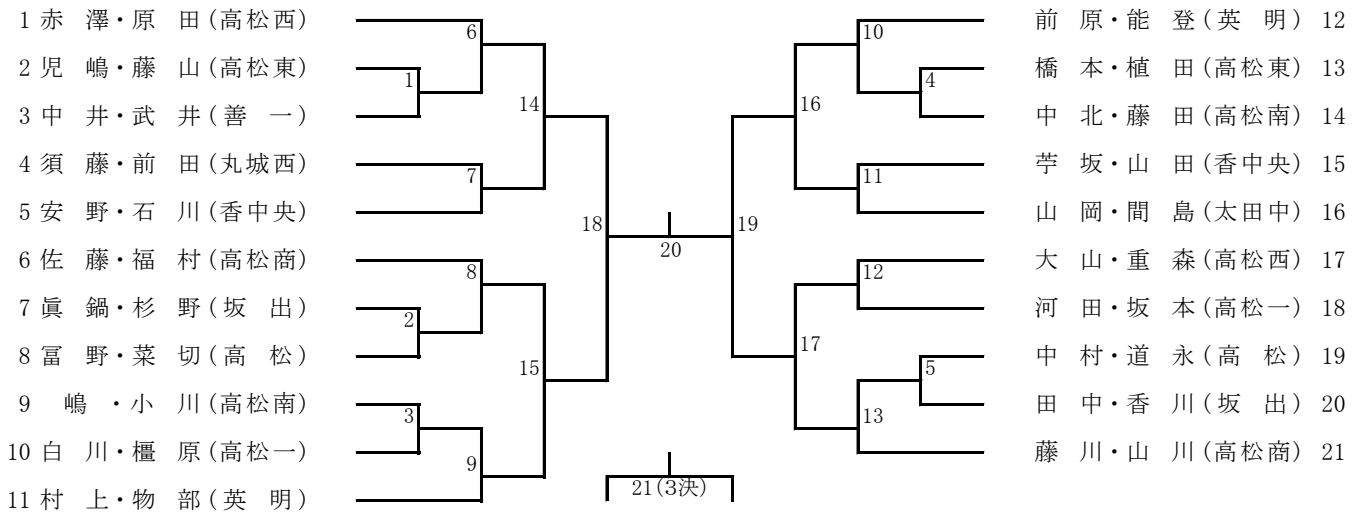 1 赤 澤・原 田(高松西)
2 児 嶋・藤 山(高松東)
3 中 井・武 井(善 一)
4 須 藤・前 田(丸城西)
5 安 野・石 川(香中央)
6 佐 藤・福 村(高松商)
7 眞 鍋・杉 野(坂 出)
8 冨 野・菜 切(高 松)
9 嶋 ・小 川(高松南)
10 白 川・橿 原(高松一)
11 村 上・物 部(英 明)
6
1
14
7
18
8
2
15
3
9
20
21(3決)
10
4
16
11
19
12
17
5
13
前 原・能 登(英 明) 12
橋 本・植 田(高松東) 13
中 北・藤 田(高松南) 14
苧 坂・山 田(香中央) 15
山 岡・間 島(太田中) 16
大 山・重 森(高松西) 17
河 田・坂 本(高松一) 18
中 村・道 永(高 松) 19
田 中・香 川(坂 出) 20
藤 川・山 川(高松商) 21